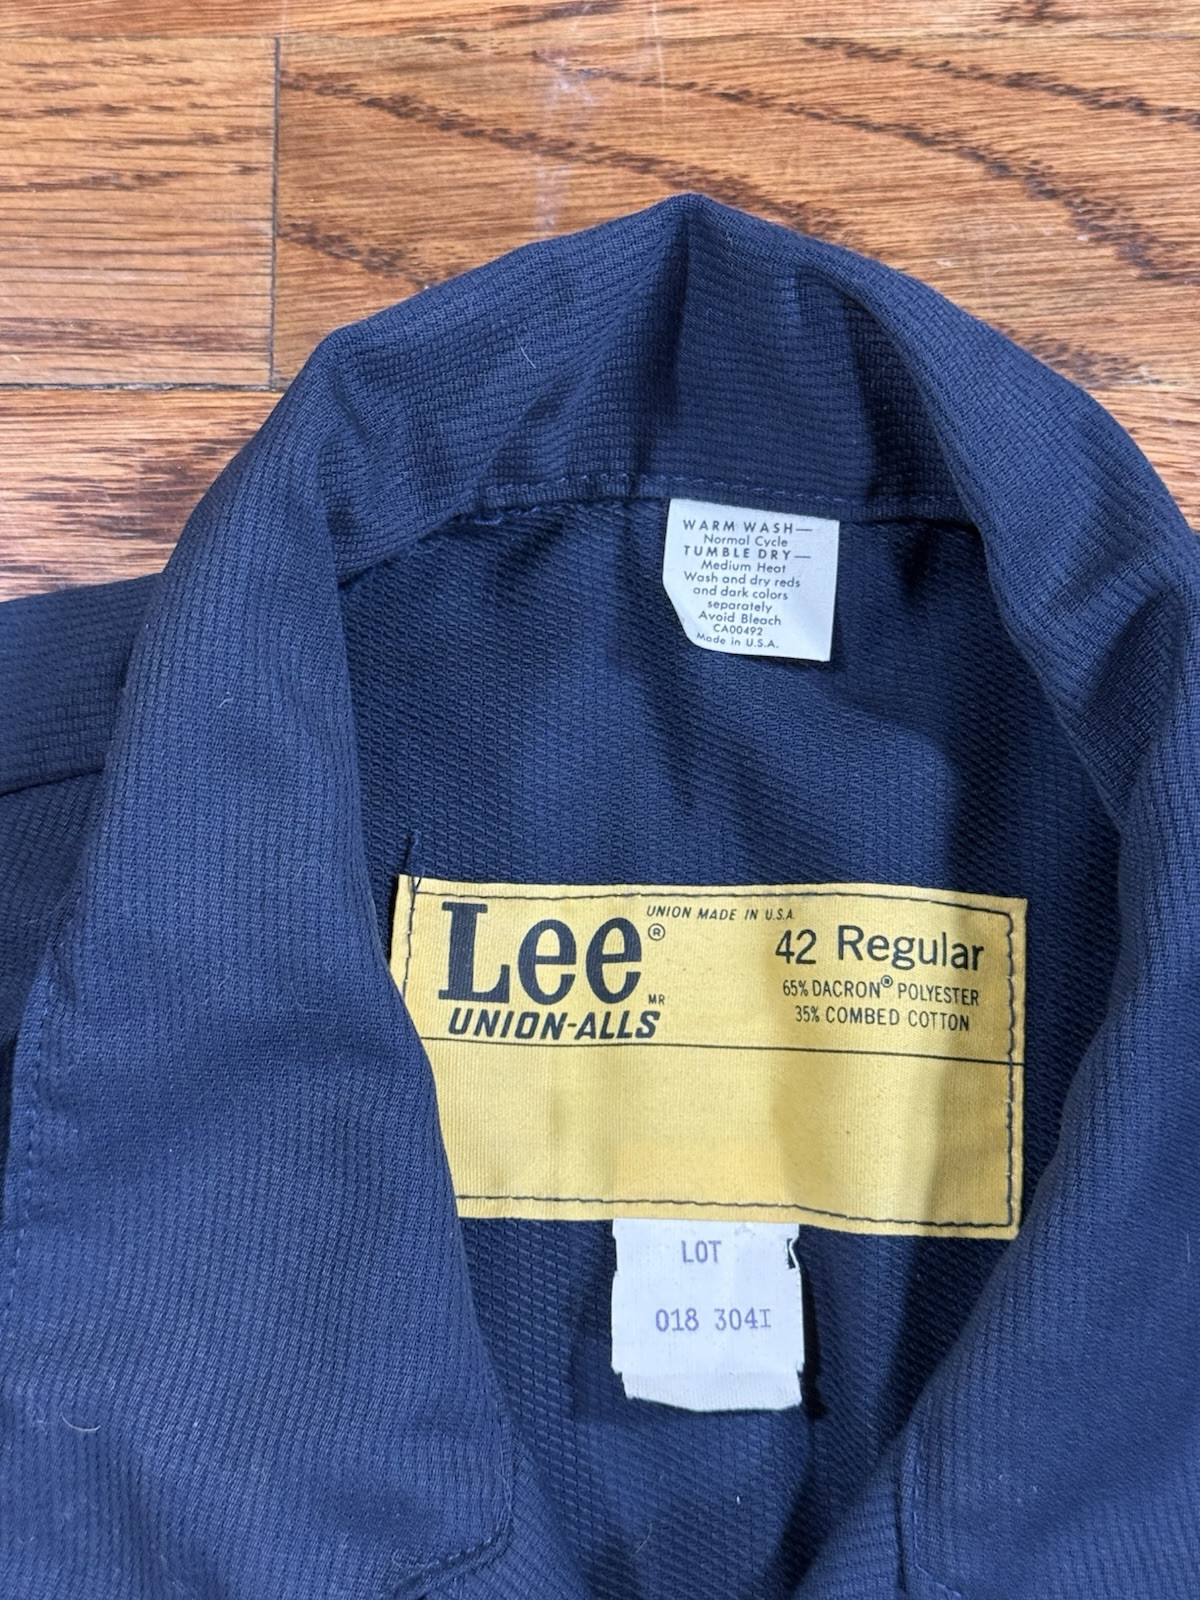 WARM WASH—
Normal Cycle
TUMBLE DRY—
Medium Heat
Wash and dry reds
and dark colors
separately
Avoid Bleach
CA00492
Made in U.S.A.
Lee®
MR
UNION-ALLS
UNION MADE IN U.S.A.
42 Regular
65% DACRON® POLYESTER
35% COMBED COTTON
LOT
018 304I